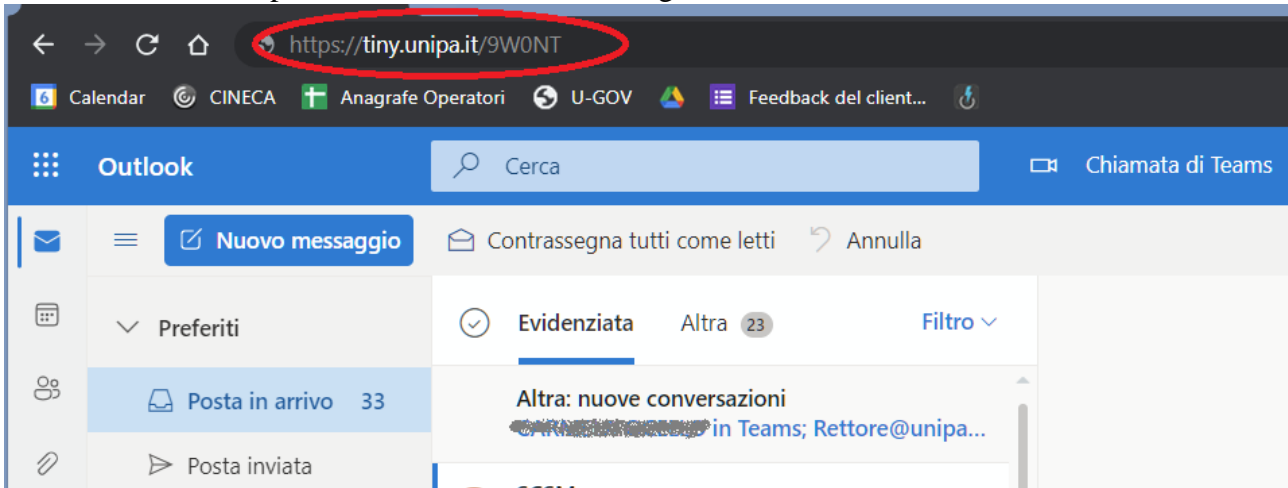 https://tiny.unipa.it/9W0NT
6 Calendar CINECA Anagrafe Operatori U-GOV Feedback del client...
Outlook Cerca Chiamata di Teams
Nuovo messaggio Contrassegna tutti come letti Annulla
Preferiti Evidenziata Altra 23 Filtro
Posta in arrivo 33 Altra: nuove conversazioni
in Teams; Rettore@unipa...
Posta inviata